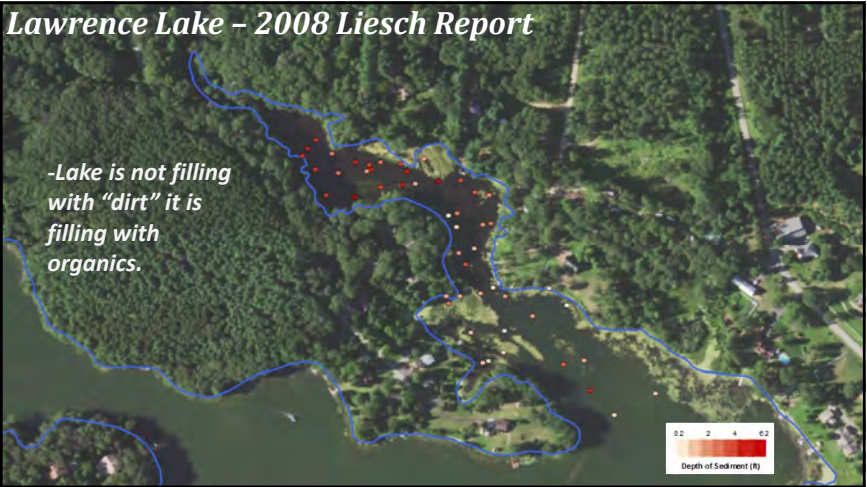 Lawrence Lake – 2008 Liesch Report
-Lake is not filling
with “dirt” it is
filling with
organics.
0.2 2 4 6.2
Depth of Sediment (ft)